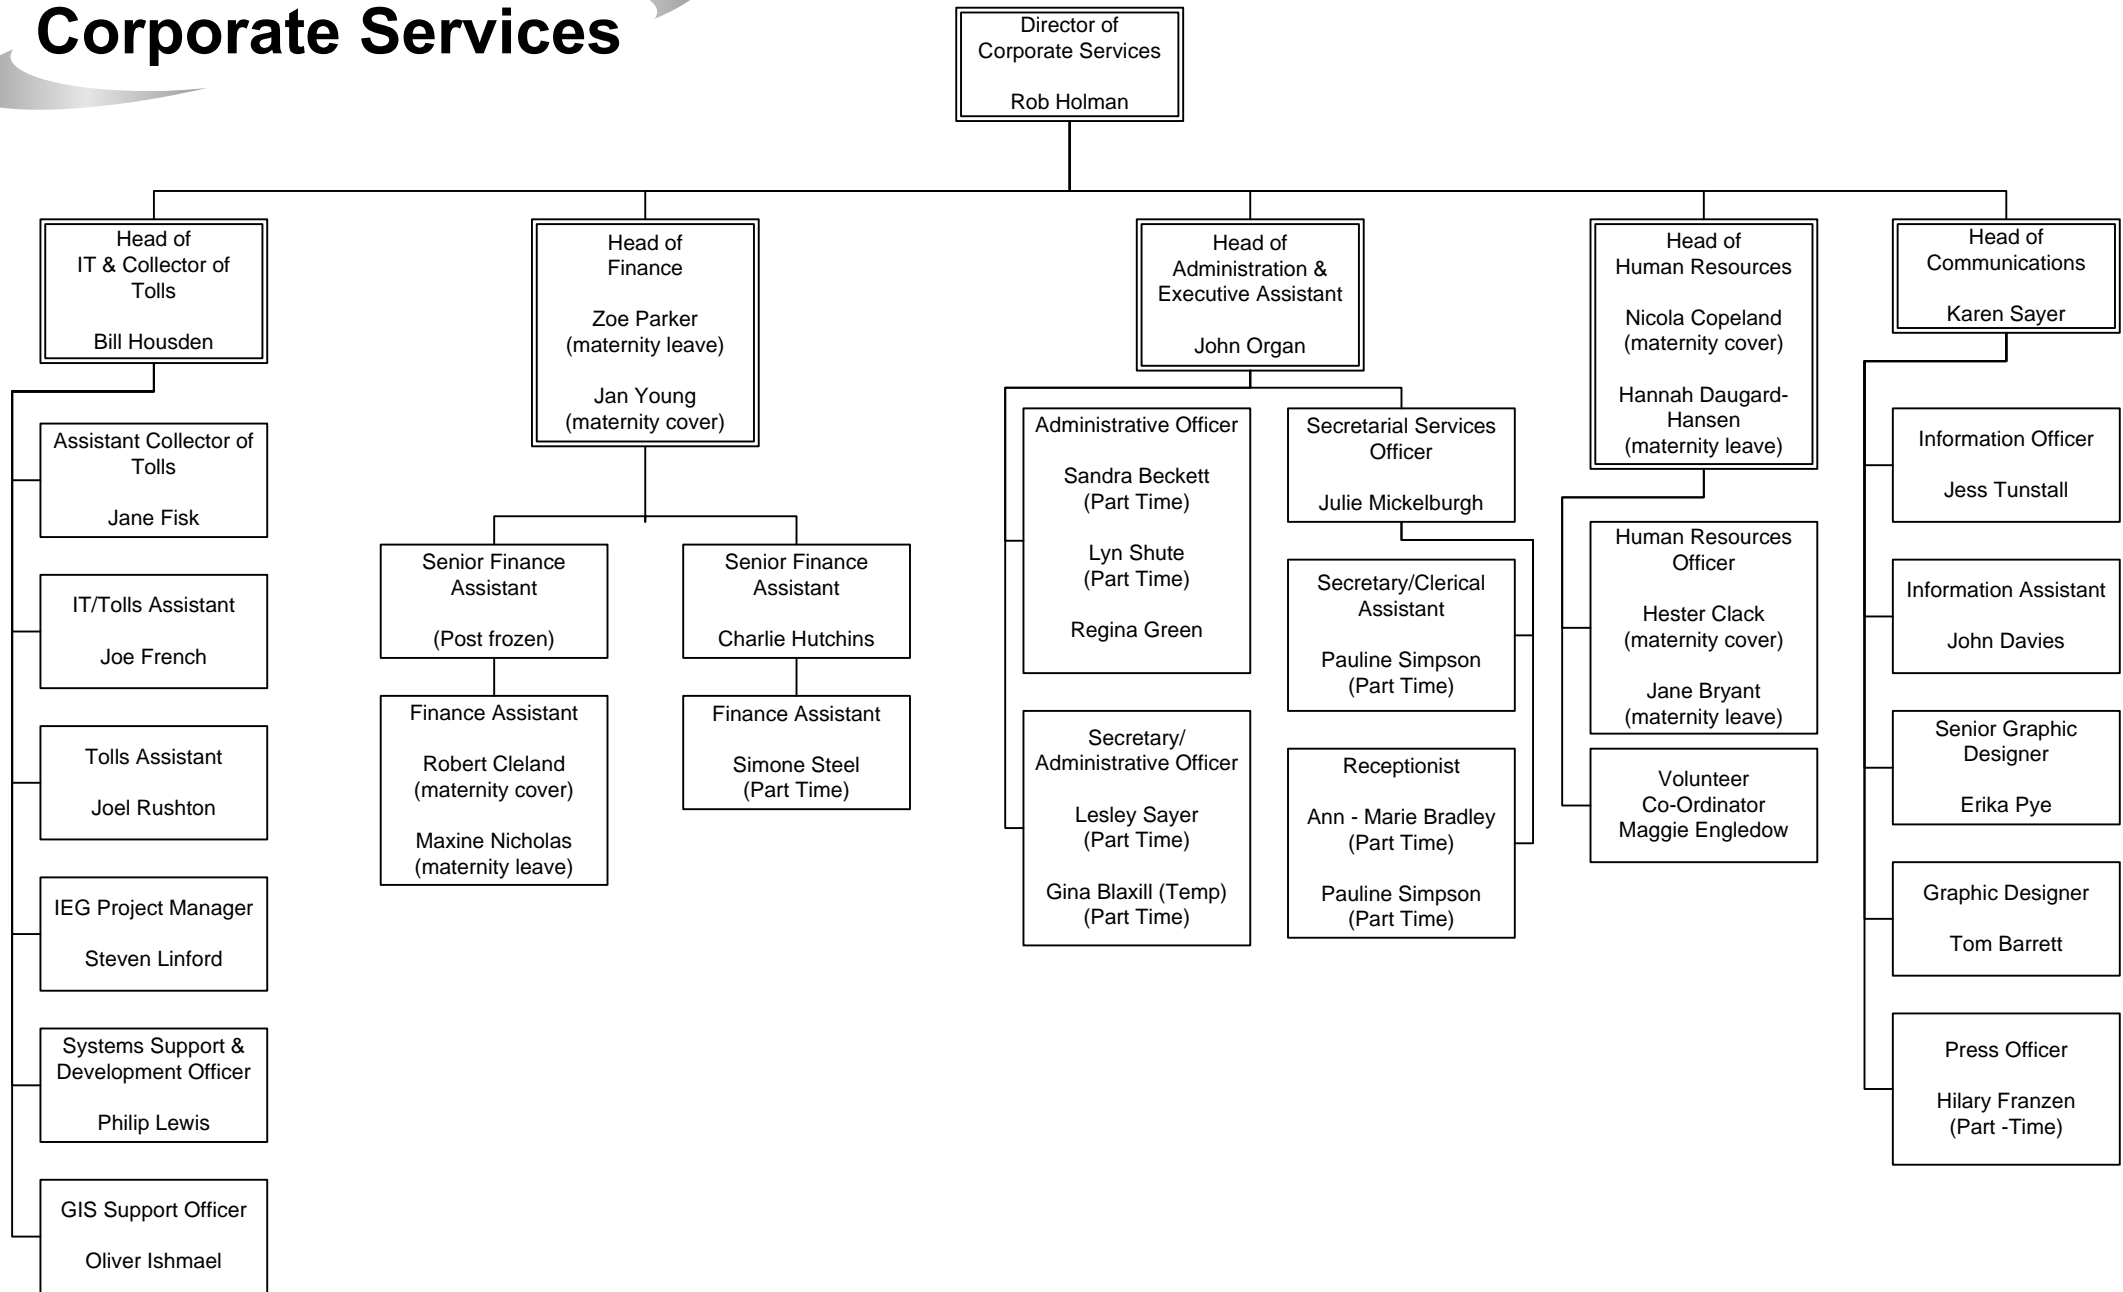 Corporate Services
Director of
Corporate Services
Rob Holman
Head of
IT & Collector of
Tolls
Bill Housden
Assistant Collector of
Tolls
Jane Fisk
IT/Tolls Assistant
Joe French
Tolls Assistant
Joel Rushton
IEG Project Manager
Steven Linford
Systems Support &
Development Officer
Philip Lewis
GIS Support Officer
Oliver Ishmael
Head of
Finance
Zoe Parker
(maternity leave)
Jan Young
(maternity cover)
Senior Finance
Assistant
(Post frozen)
Finance Assistant
Robert Cleland
(maternity cover)
Maxine Nicholas
(maternity leave)
Senior Finance
Assistant
Charlie Hutchins
Finance Assistant
Simone Steel
(Part Time)
Head of
Administration &
Executive Assistant
John Organ
Administrative Officer
Sandra Beckett
(Part Time)
Lyn Shute
(Part Time)
Regina Green
Secretary/
Administrative Officer
Lesley Sayer
(Part Time)
Gina Blaxill (Temp)
(Part Time)
Secretarial Services
Officer
Julie Mickelburgh
Secretary/Clerical
Assistant
Pauline Simpson
(Part Time)
Receptionist
Ann - Marie Bradley
(Part Time)
Pauline Simpson
(Part Time)
Head of
Human Resources
Nicola Copeland
(maternity cover)
Hannah Daugard-
Hansen
(maternity leave)
Human Resources
Officer
Hester Clack
(maternity cover)
Jane Bryant
(maternity leave)
Volunteer
Co-Ordinator
Maggie Engledow
Head of
Communications
Karen Sayer
Information Officer
Jess Tunstall
Information Assistant
John Davies
Senior Graphic
Designer
Erika Pye
Graphic Designer
Tom Barrett
Press Officer
Hilary Franzen
(Part -Time)